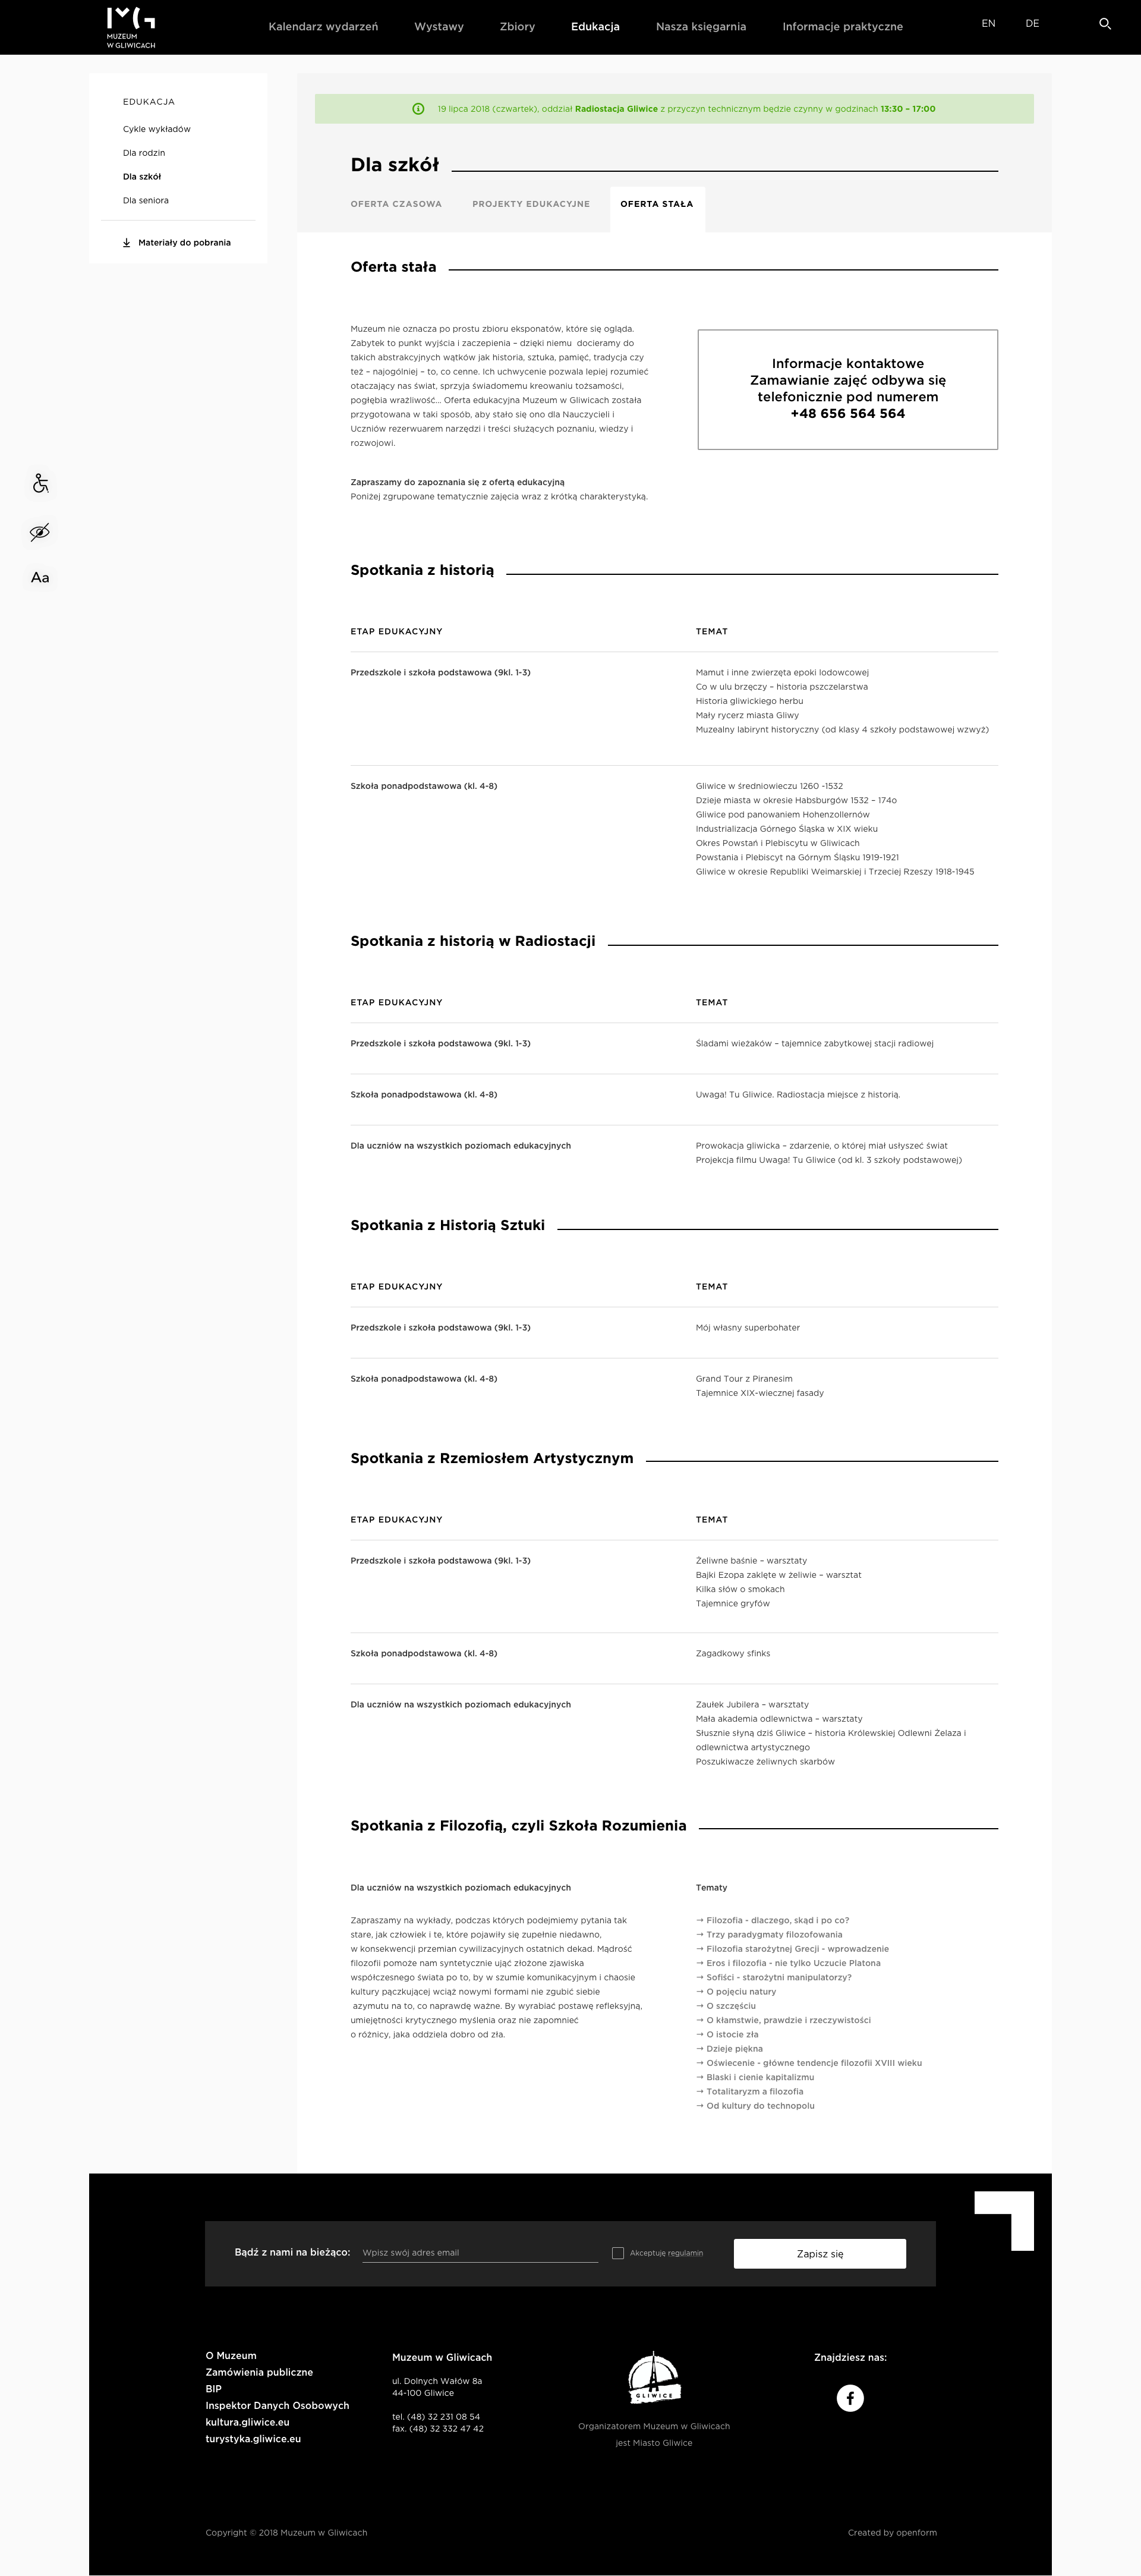 MUZEUM
W GLIWICACH
Kalendarz wydarzeń
Wystawy
Zbiory
Edukacja
Nasza księgarnia
Informacje praktyczne
EN
DE
EDUKACJA
Cykle wykładów
Dla rodzin
Dla szkół
Dla seniora
Materiały do pobrania
19 lipca 2018 (czwartek), oddział Radiostacja Gliwice z przyczyn technicznym będzie czynny w godzinach 13:30 – 17:00
Dla szkół
OFERTA CZASOWA
PROJEKTY EDUKACYJNE
OFERTA STAŁA
Oferta stała
Muzeum nie oznacza po prostu zbioru eksponatów, które się ogląda.
Zabytek to punkt wyjścia i zaczepienia – dzięki niemu  docieramy do
takich abstrakcyjnych wątków jak historia, sztuka, pamięć, tradycja czy
też – najogólniej – to, co cenne. Ich uchwycenie pozwala lepiej rozumieć
otaczający nas świat, sprzyja świadomemu kreowaniu tożsamości,
pogłębia wrażliwość... Oferta edukacyjna Muzeum w Gliwicach została
przygotowana w taki sposób, aby stało się ono dla Nauczycieli i
Uczniów rezerwuarem narzędzi i treści służących poznaniu, wiedzy i
rozwojowi.
Zapraszamy do zapoznania się z ofertą edukacyjną
Poniżej zgrupowane tematycznie zajęcia wraz z krótką charakterystyką.
Informacje kontaktowe
Zamawianie zajęć odbywa się
telefonicznie pod numerem
+48 656 564 564
Aa
Spotkania z historią
ETAP EDUKACYJNY
TEMAT
Przedszkole i szkoła podstawowa (9kl. 1-3)
Mamut i inne zwierzęta epoki lodowcowej
Co w ulu brzęczy – historia pszczelarstwa
Historia gliwickiego herbu
Mały rycerz miasta Gliwy
Muzealny labirynt historyczny (od klasy 4 szkoły podstawowej wzwyż)
Szkoła ponadpodstawowa (kl. 4-8)
Gliwice w średniowieczu 1260 -1532
Dzieje miasta w okresie Habsburgów 1532 – 174o
Gliwice pod panowaniem Hohenzollernów
Industrializacja Górnego Śląska w XIX wieku
Okres Powstań i Plebiscytu w Gliwicach
Powstania i Plebiscyt na Górnym Śląsku 1919-1921
Gliwice w okresie Republiki Weimarskiej i Trzeciej Rzeszy 1918-1945
Spotkania z historią w Radiostacji
ETAP EDUKACYJNY
TEMAT
Przedszkole i szkoła podstawowa (9kl. 1-3)
Śladami wieżaków – tajemnice zabytkowej stacji radiowej
Szkoła ponadpodstawowa (kl. 4-8)
Uwaga! Tu Gliwice. Radiostacja miejsce z historią.
Dla uczniów na wszystkich poziomach edukacyjnych
Prowokacja gliwicka – zdarzenie, o której miał usłyszeć świat
Projekcja filmu Uwaga! Tu Gliwice (od kl. 3 szkoły podstawowej)
Spotkania z Historią Sztuki
ETAP EDUKACYJNY
TEMAT
Przedszkole i szkoła podstawowa (9kl. 1-3)
Mój własny superbohater
Szkoła ponadpodstawowa (kl. 4-8)
Grand Tour z Piranesim
Tajemnice XIX-wiecznej fasady
Spotkania z Rzemiosłem Artystycznym
ETAP EDUKACYJNY
TEMAT
Przedszkole i szkoła podstawowa (9kl. 1-3)
Żeliwne baśnie – warsztaty
Bajki Ezopa zaklęte w żeliwie – warsztat
Kilka słów o smokach
Tajemnice gryfów
Szkoła ponadpodstawowa (kl. 4-8)
Zagadkowy sfinks
Dla uczniów na wszystkich poziomach edukacyjnych
Zaułek Jubilera – warsztaty
Mała akademia odlewnictwa – warsztaty
Słusznie słyną dziś Gliwice – historia Królewskiej Odlewni Żelaza i
odlewnictwa artystycznego
Poszukiwacze żeliwnych skarbów
Spotkania z Filozofią, czyli Szkoła Rozumienia
Dla uczniów na wszystkich poziomach edukacyjnych
Zapraszamy na wykłady, podczas których podejmiemy pytania tak
stare, jak człowiek i te, które pojawiły się zupełnie niedawno,
w konsekwencji przemian cywilizacyjnych ostatnich dekad. Mądrość
filozofii pomoże nam syntetycznie ująć złożone zjawiska
współczesnego świata po to, by w szumie komunikacyjnym i chaosie
kultury pączkującej wciąż nowymi formami nie zgubić siebie
azymutu na to, co naprawdę ważne. By wyrabiać postawę refleksyjną,
umiejętności krytycznego myślenia oraz nie zapomnieć
o różnicy, jaka oddziela dobro od zła.
Tematy
→ Filozofia - dlaczego, skąd i po co?
→ Trzy paradygmaty filozofowania
→ Filozofia starożytnej Grecji - wprowadzenie
→ Eros i filozofia - nie tylko Uczucie Platona
→ Sofiści - starożytni manipulatorzy?
→ O pojęciu natury
→ O szczęściu
→ O kłamstwie, prawdzie i rzeczywistości
→ O istocie zła
→ Dzieje piękna
→ Oświecenie - główne tendencje filozofii XVIII wieku
→ Blaski i cienie kapitalizmu
→ Totalitaryzm a filozofia
→ Od kultury do technopolu
Bądź z nami na bieżąco:
Wpisz swój adres email
Akceptuję regulamin
Zapisz się
O Muzeum
Zamówienia publiczne
BIP
Inspektor Danych Osobowych
kultura.gliwice.eu
turystyka.gliwice.eu
Muzeum w Gliwicach
ul. Dolnych Wałów 8a
44-100 Gliwice
tel. (48) 32 231 08 54
fax. (48) 32 332 47 42
GLIWICE
Organizatorem Muzeum w Gliwicach
jest Miasto Gliwice
Znajdziesz nas:
Copyright © 2018 Muzeum w Gliwicach
Created by openform